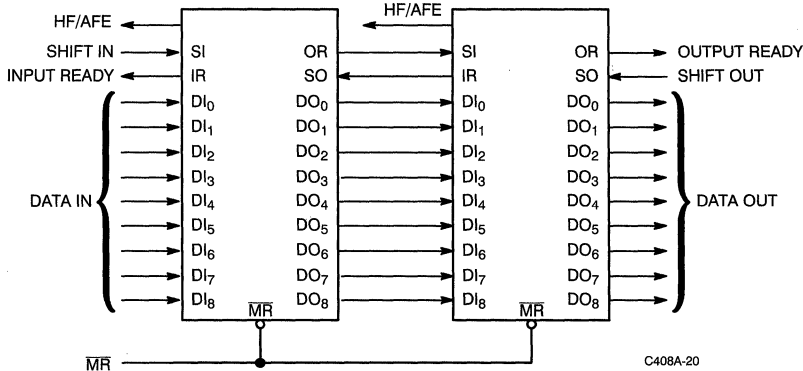 HF/AFE HF/AFE
SHIFT IN SI OR SI OR OUTPUT READY
INPUT READY IR SO IR SO SHIFT OUT
DI₀ DO₀ DI₀ DO₀
DI₁ DO₁ DI₁ DO₁
DI₂ DO₂ DI₂ DO₂
DI₃ DO₃ DI₃ DO₃
DATA IN DI₄ DO₄ DI₄ DO₄ DATA OUT
DI₅ DO₅ DI₅ DO₅
DI₆ DO₆ DI₆ DO₆
DI₇ DO₇ DI₇ DO₇
DI₈ DO₈ DI₈ DO₈
M̅R̅ M̅R̅
M̅R̅ C408A-20